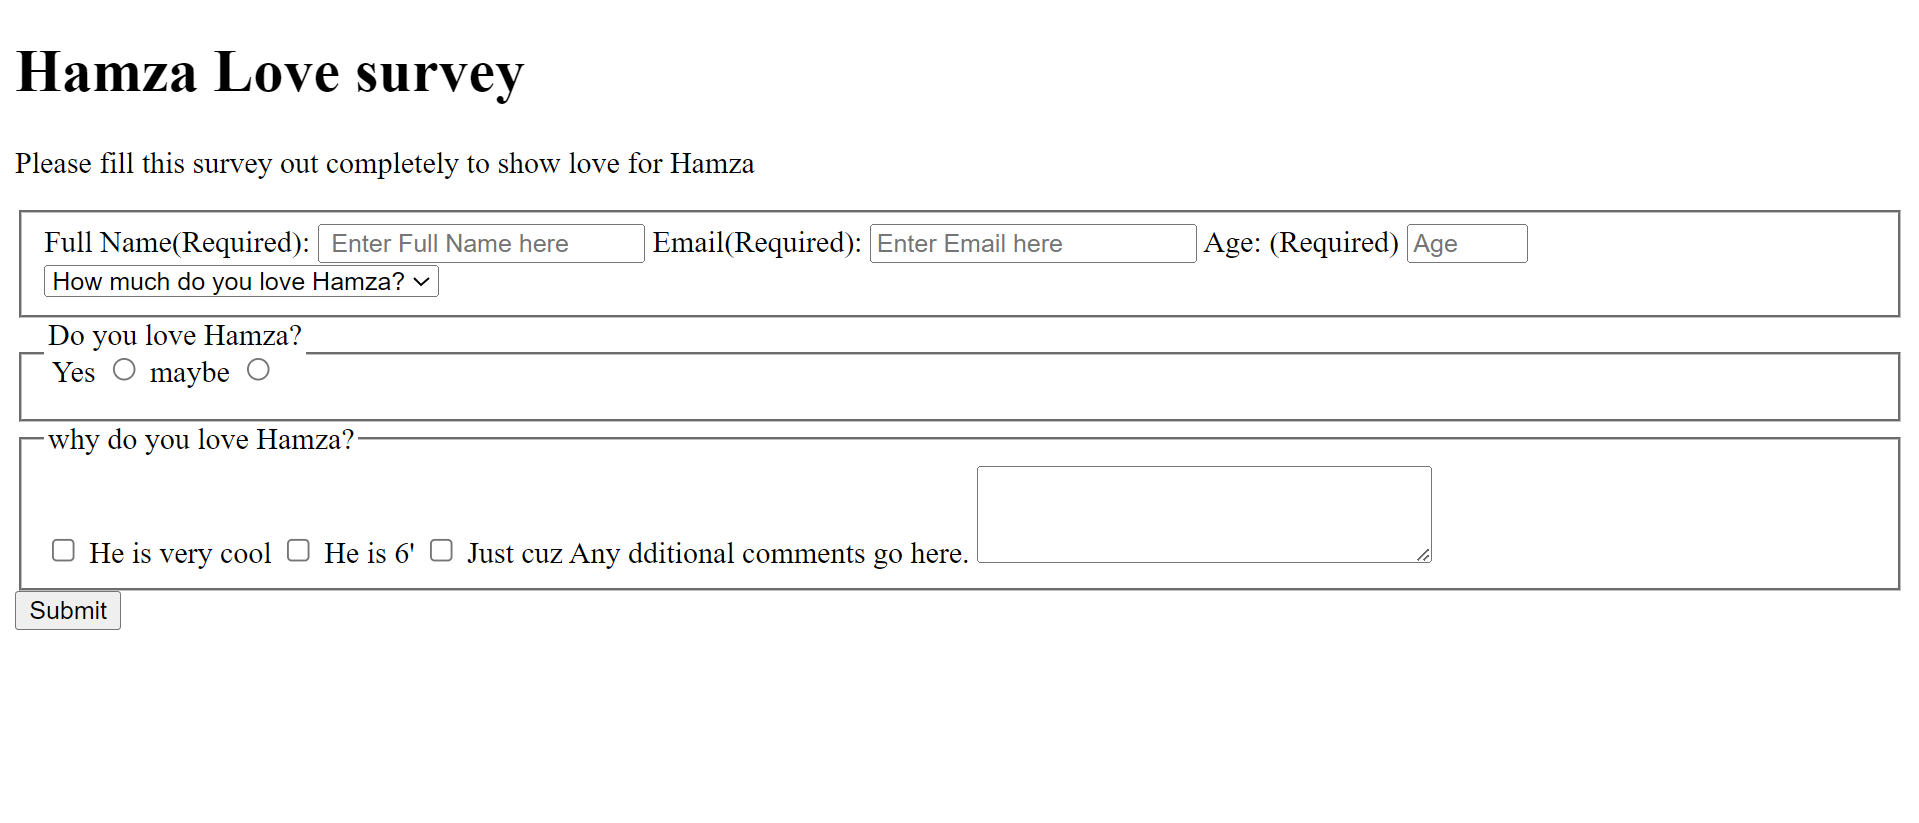 Hamza Love survey
Please fill this survey out completely to show love for Hamza
Full Name(Required): Enter Full Name here Email(Required): Enter Email here Age: (Required) Age
How much do you love Hamza?
Do you love Hamza?
Yes maybe
why do you love Hamza?
He is very cool He is 6' Just cuz Any dditional comments go here.
Submit